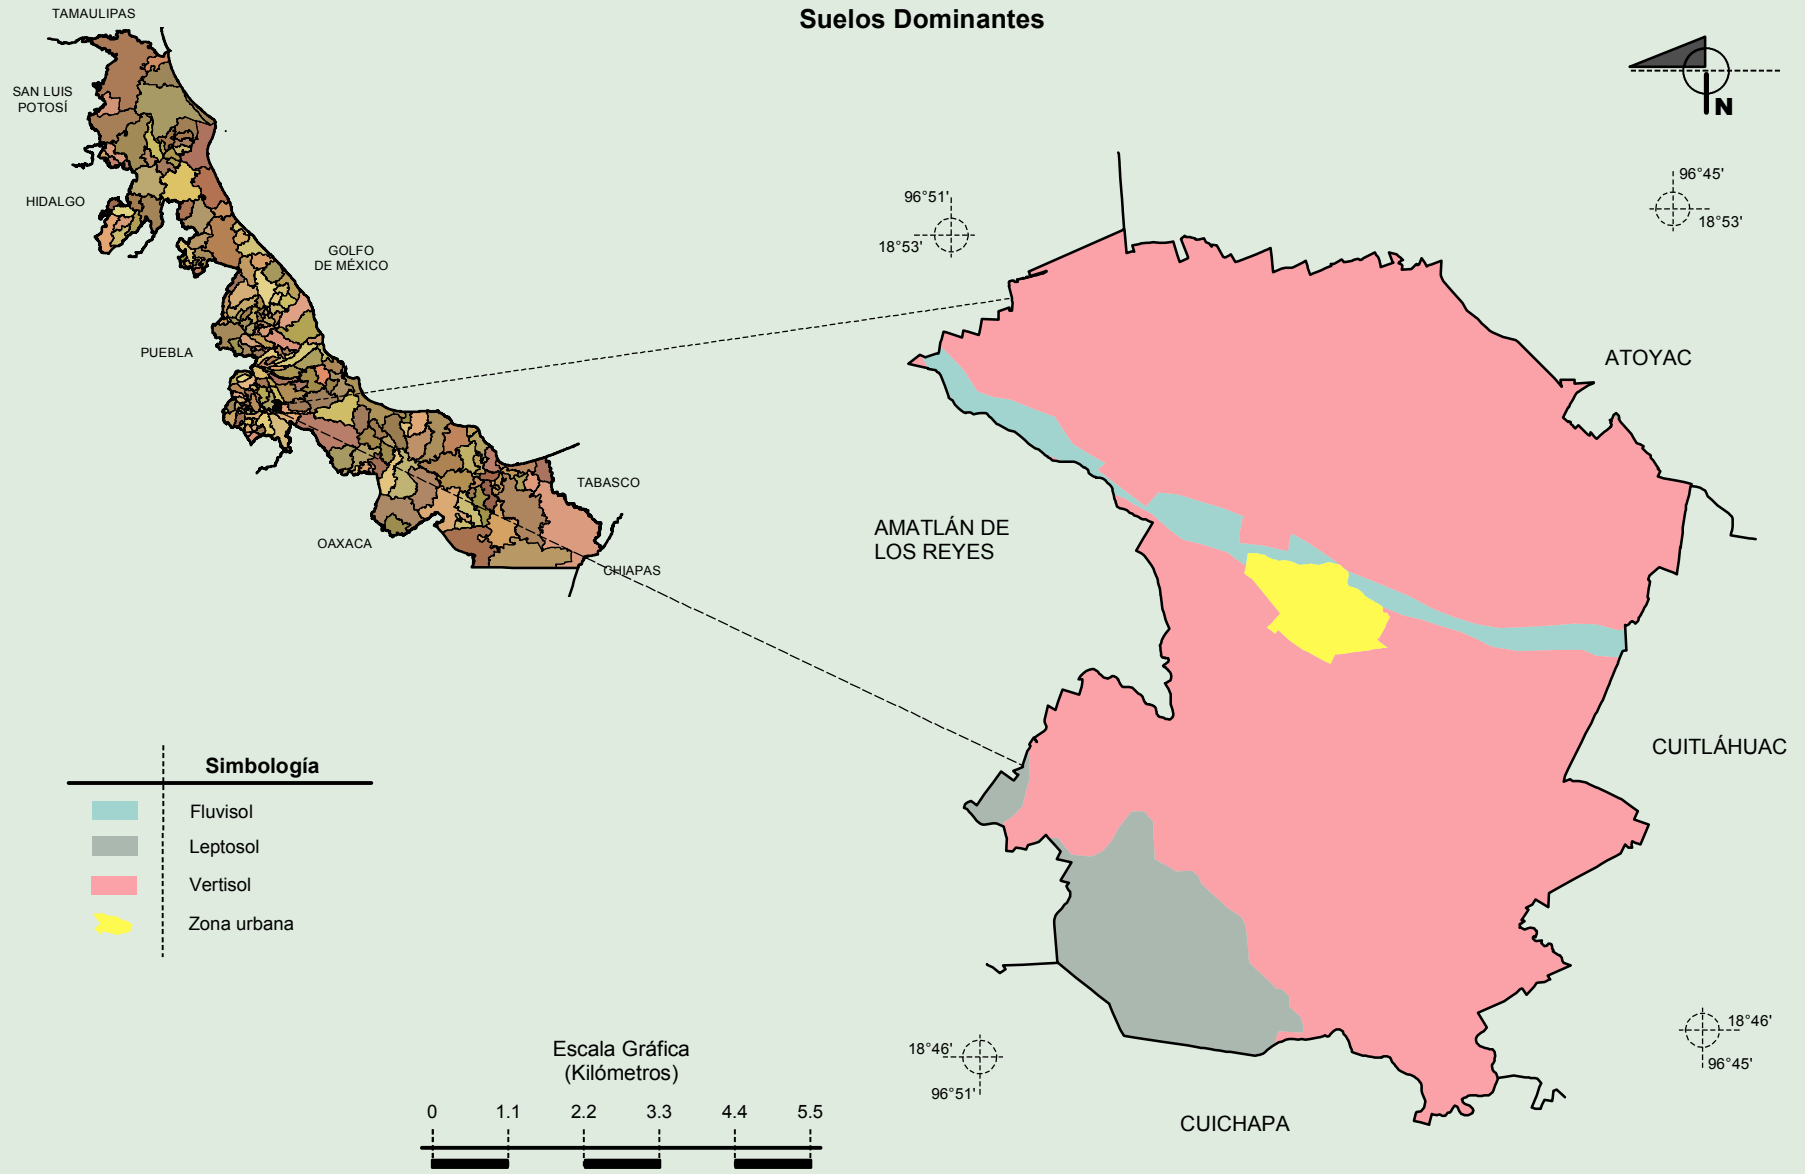 Suelos Dominantes
TAMAULIPAS
SAN LUIS
POTOSÍ
HIDALGO
GOLFO
DE MÉXICO
PUEBLA
TABASCO
OAXACA
CHIAPAS
N
96°51'
18°53'
96°45'
18°53'
ATOYAC
AMATLÁN DE
LOS REYES
CUITLÁHUAC
CUICHAPA
18°46'
96°51'
18°46'
96°45'
Simbología
Fluvisol
Leptosol
Vertisol
Zona urbana
Escala Gráfica
(Kilómetros)
0 1.1 2.2 3.3 4.4 5.5